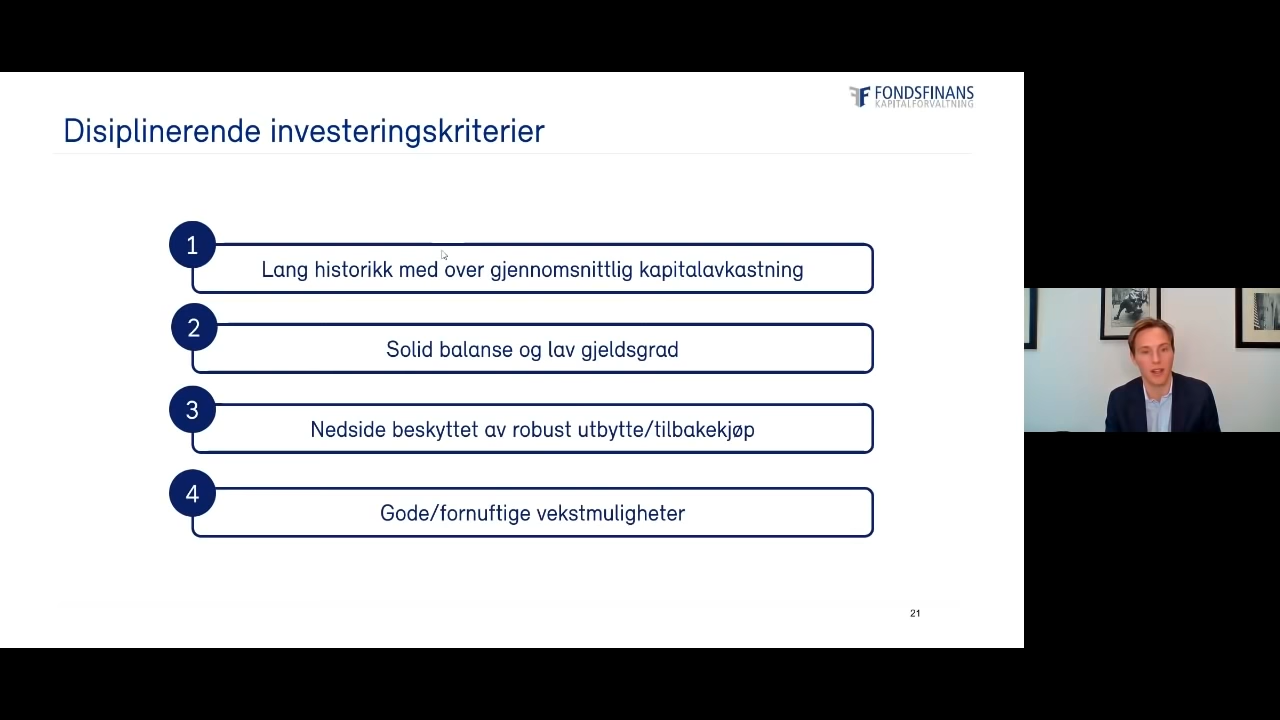 FONDSFINANS
KAPITALFORVALTNING
Disiplinerende investeringskriterier
1
Lang historikk med over gjennomsnittlig kapitalavkastning
2
Solid balanse og lav gjeldsgrad
3
Nedside beskyttet av robust utbytte/tilbakekjøp
4
Gode/fornuftige vekstmuligheter
21